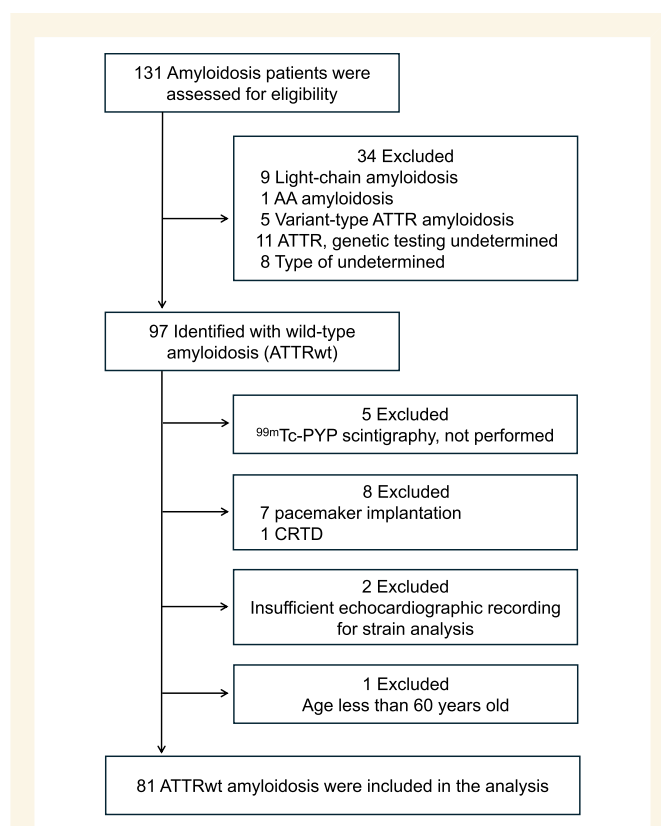 131 Amyloidosis patients were
assessed for eligibility
34 Excluded
9 Light-chain amyloidosis
1 AA amyloidosis
5 Variant-type ATTR amyloidosis
11 ATTR, genetic testing undetermined
8 Type of undetermined
97 Identified with wild-type
amyloidosis (ATTRwt)
5 Excluded
⁹⁹ᵐTc-PYP scintigraphy, not performed
8 Excluded
7 pacemaker implantation
1 CRTD
2 Excluded
Insufficient echocardiographic recording
for strain analysis
1 Excluded
Age less than 60 years old
81 ATTRwt amyloidosis were included in the analysis